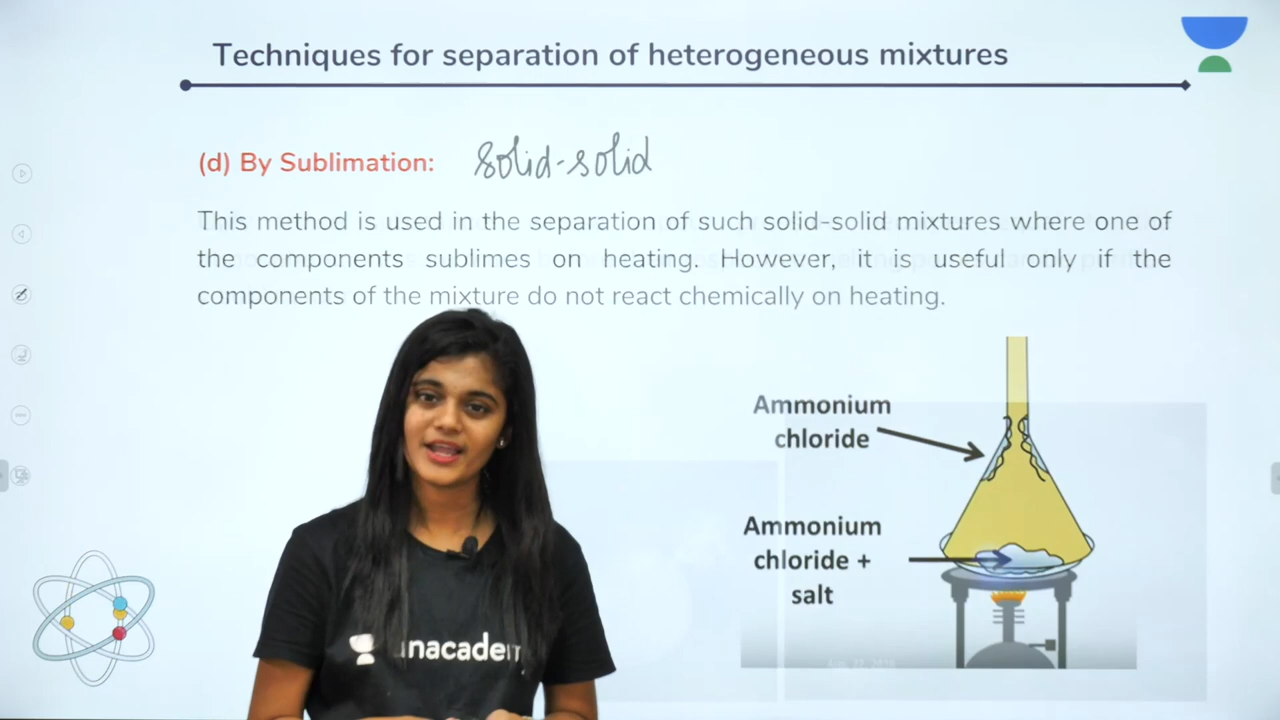 Techniques for separation of heterogeneous mixtures
(d) By Sublimation: solid-solid
This method is used in the separation of such solid-solid mixtures where one of
the components sublimes on heating. However, it is useful only if the
components of the mixture do not react chemically on heating.
Ammonium
chloride
Ammonium
chloride +
salt
unacademy